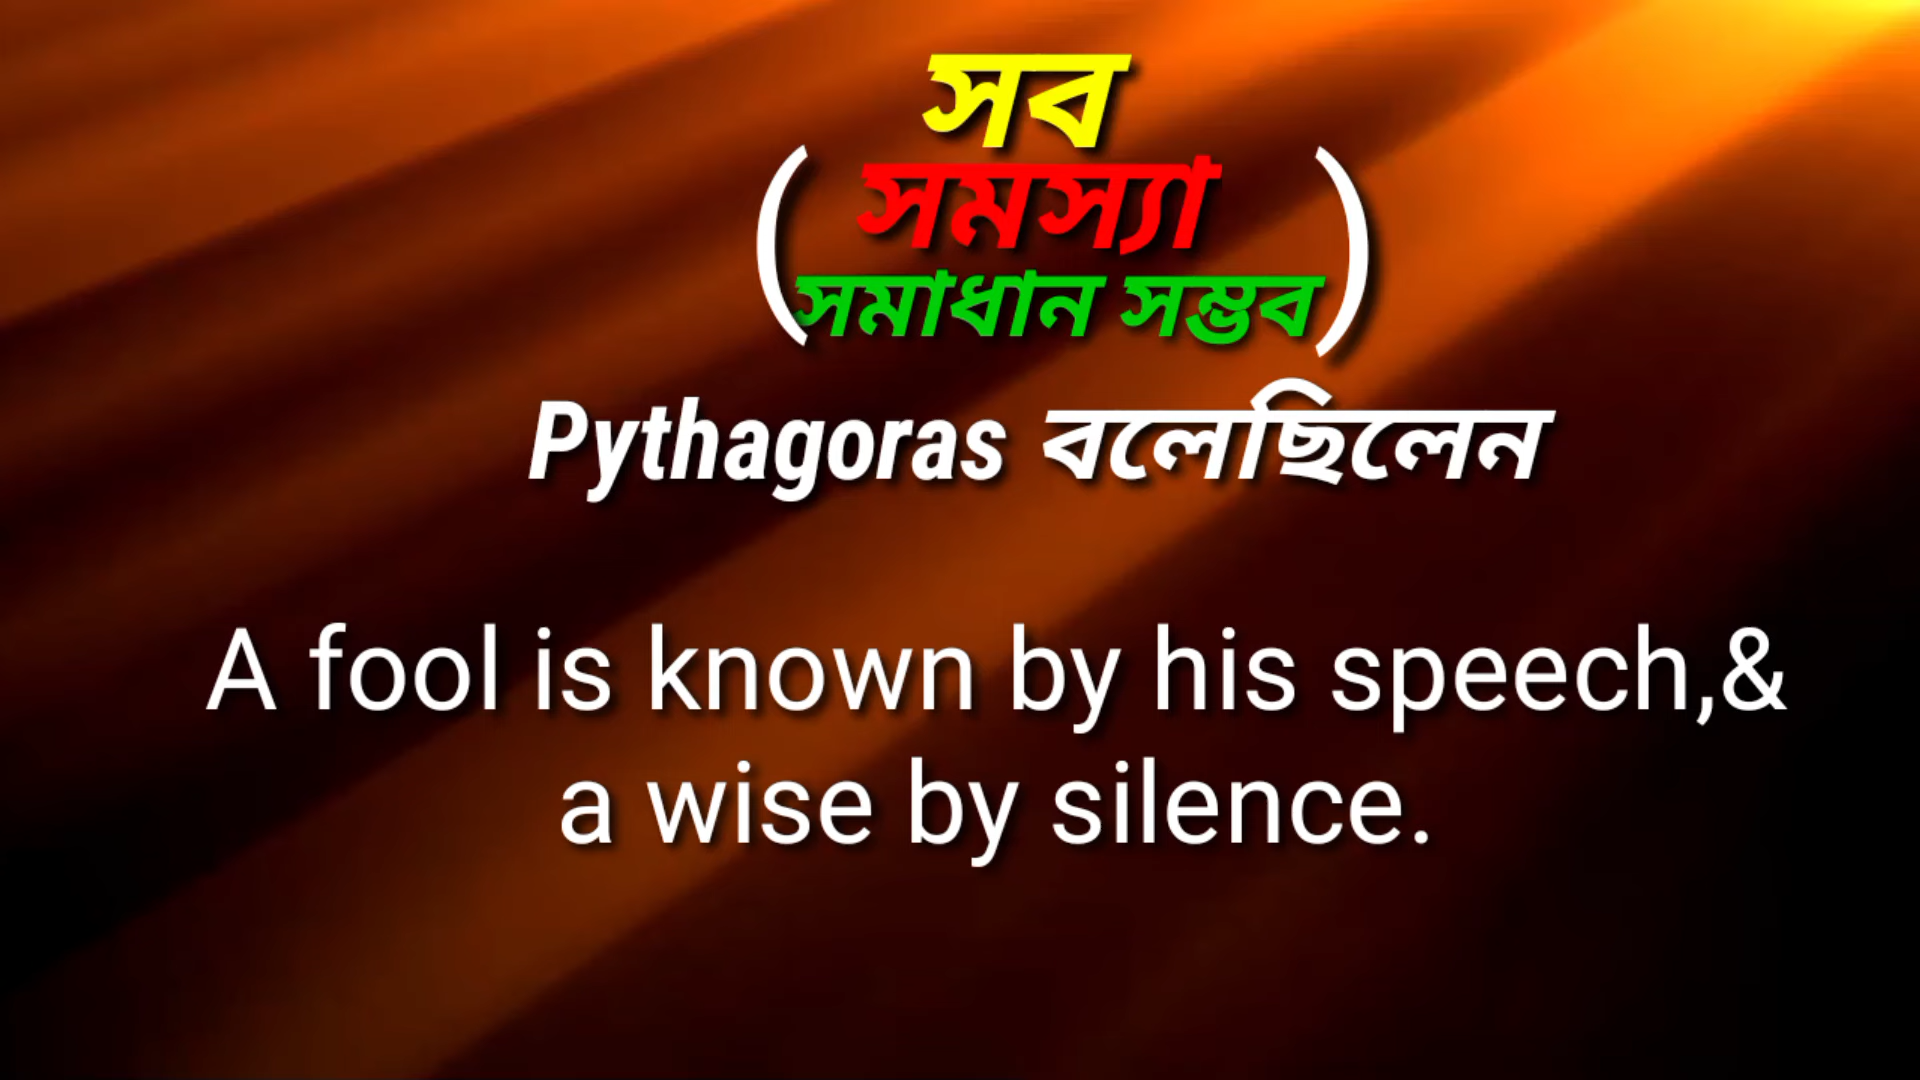 সব
( সমস্যা )
সমাধান সম্ভব
Pythagoras বলেছিলেন
A fool is known by his speech,&
a wise by silence.